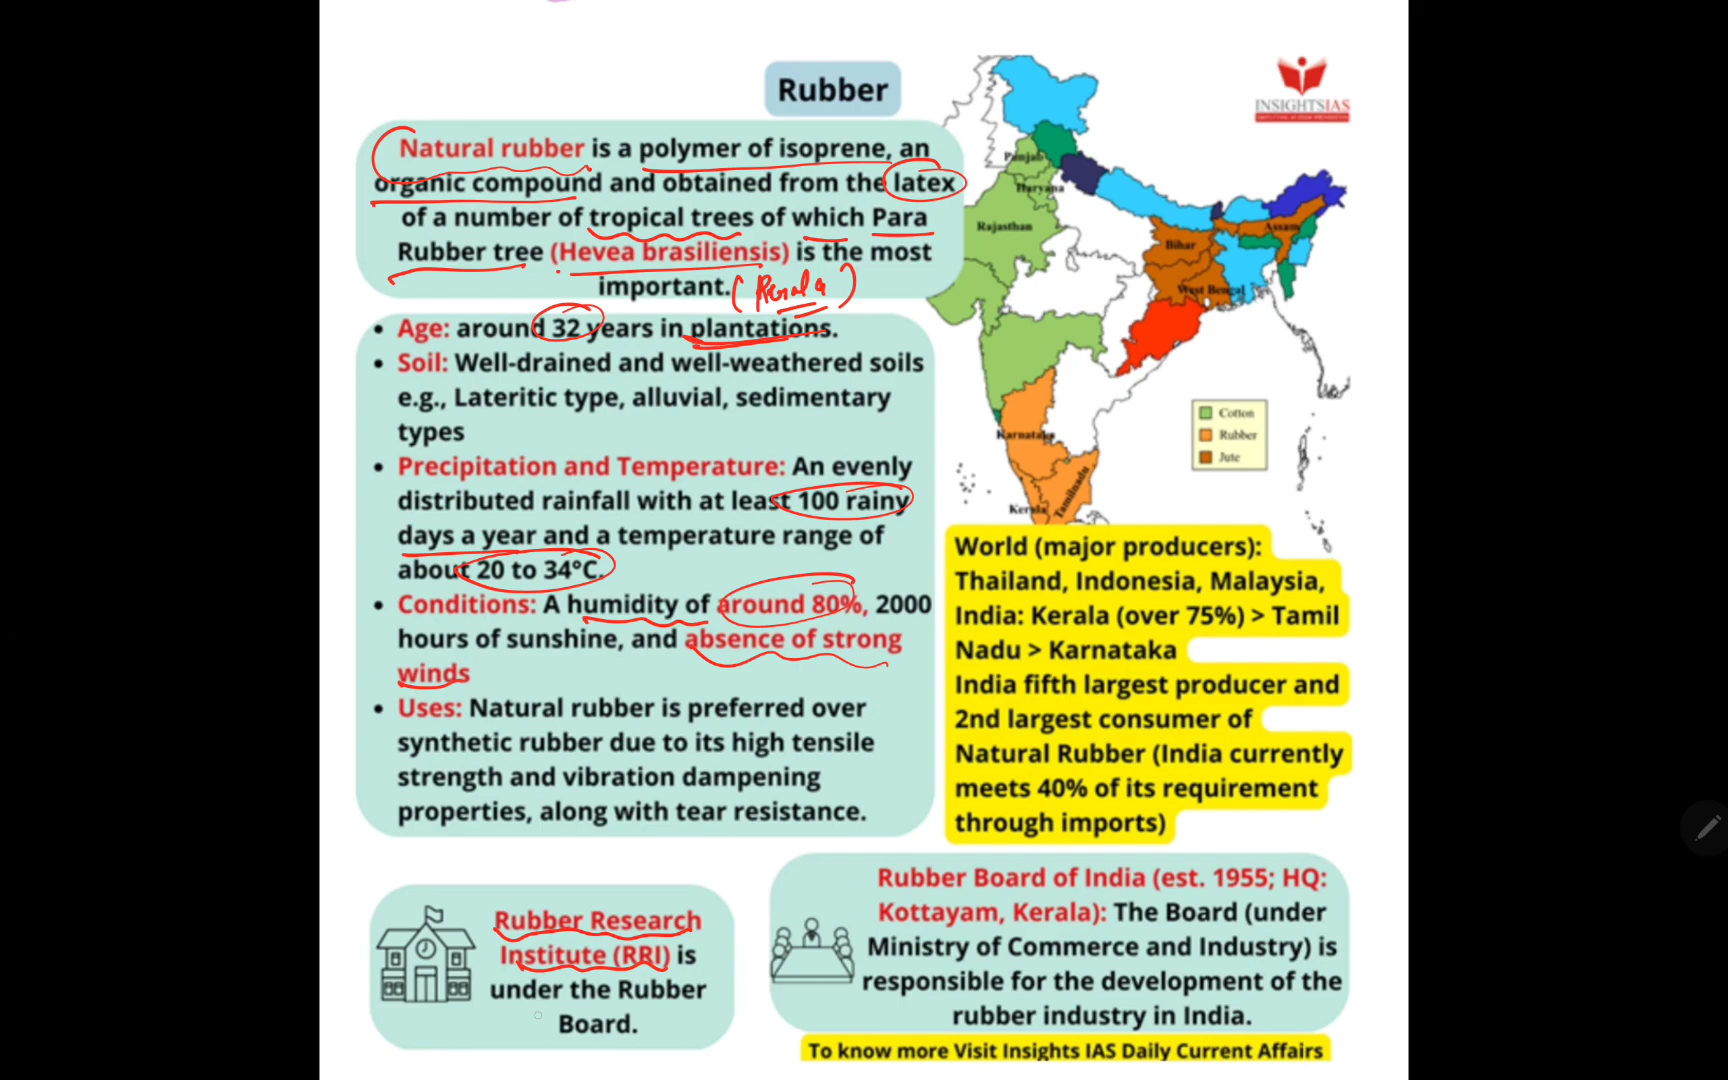 Rubber
INSIGHTSIAS
Natural rubber is a polymer of isoprene, an
organic compound and obtained from the latex
of a number of tropical trees of which Para
Rubber tree (Hevea brasiliensis) is the most
important. (Kerala)
• Age: around 32 years in plantations.
• Soil: Well-drained and well-weathered soils
e.g., Lateritic type, alluvial, sedimentary
types
• Precipitation and Temperature: An evenly
distributed rainfall with at least 100 rainy
days a year and a temperature range of
about 20 to 34°C.
• Conditions: A humidity of around 80%, 2000
hours of sunshine, and absence of strong
winds
• Uses: Natural rubber is preferred over
synthetic rubber due to its high tensile
strength and vibration dampening
properties, along with tear resistance.
Punjab
Haryana
Rajasthan
Bihar
Assam
West Bengal
Karnataka
Kerala
Tamilnadu
Cotton
Rubber
Jute
World (major producers):
Thailand, Indonesia, Malaysia,
India: Kerala (over 75%) > Tamil
Nadu > Karnataka
India fifth largest producer and
2nd largest consumer of
Natural Rubber (India currently
meets 40% of its requirement
through imports)
Rubber Research
Institute (RRI) is
under the Rubber
Board.
Rubber Board of India (est. 1955; HQ:
Kottayam, Kerala): The Board (under
Ministry of Commerce and Industry) is
responsible for the development of the
rubber industry in India.
To know more Visit Insights IAS Daily Current Affairs